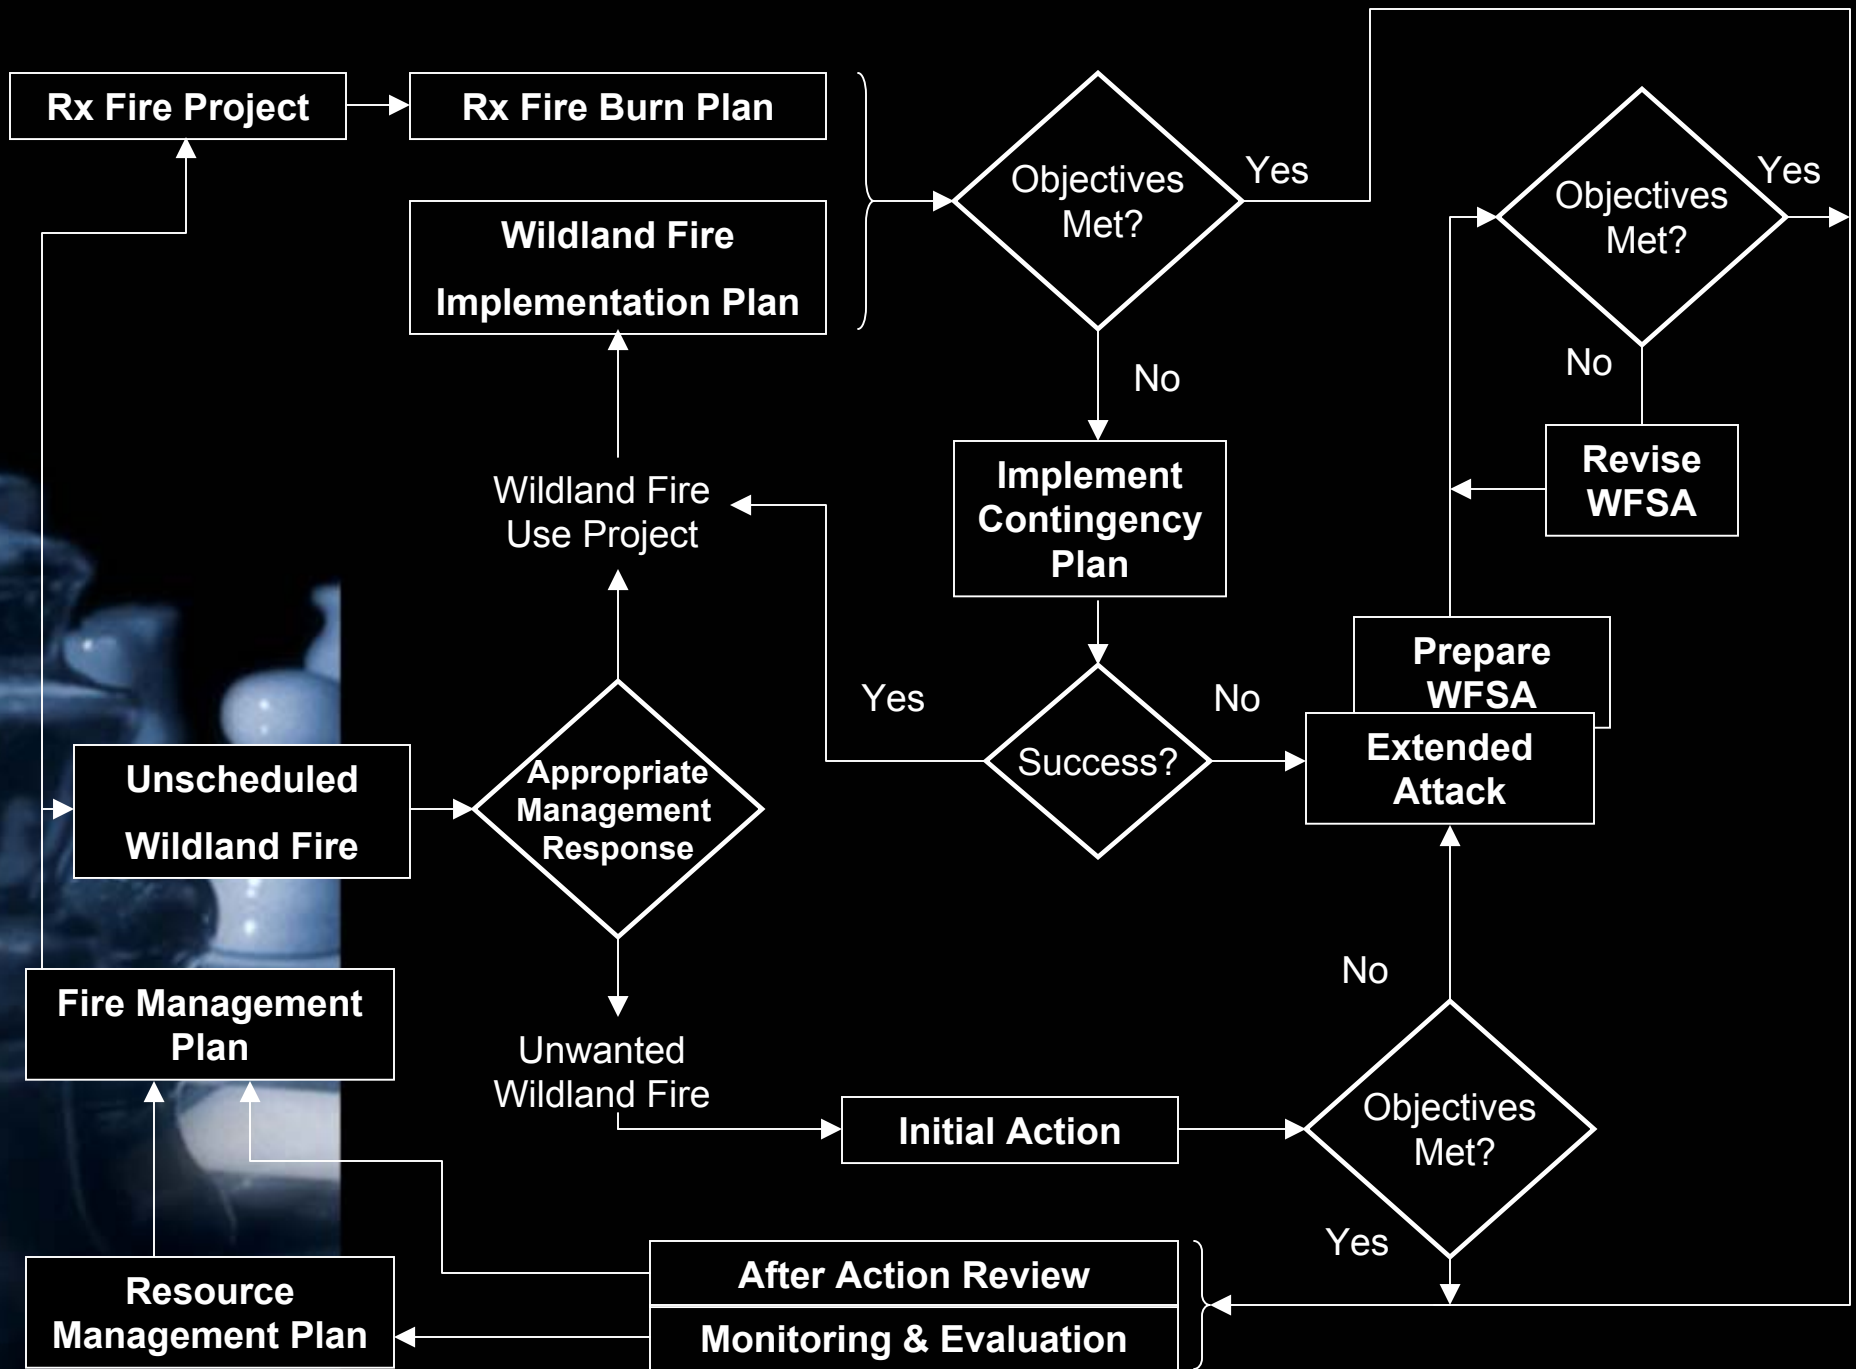 Rx Fire Project
Rx Fire Burn Plan
Wildland Fire
Implementation Plan
Objectives
Met?
Yes
No
Objectives
Met?
Yes
No
Revise
WFSA
Implement
Contingency
Plan
Wildland Fire
Use Project
Prepare
WFSA
Extended
Attack
Yes
Success?
No
Unscheduled
Wildland Fire
Appropriate
Management
Response
Fire Management
Plan
Unwanted
Wildland Fire
Initial Action
No
Objectives
Met?
Yes
After Action Review
Monitoring & Evaluation
Resource
Management Plan